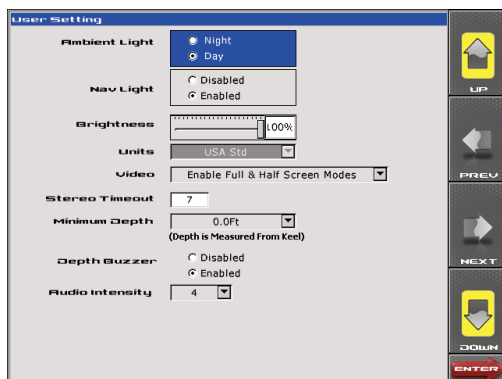 User Setting
Ambient Light
Night
Day
Nav Light
Disabled
Enabled
Brightness
100%
Units
USA Std
Video
Enable Full & Half Screen Modes
Stereo Timeout
7
Minimum Depth
0.0Ft
(Depth is Measured From Keel)
Depth Buzzer
Disabled
Enabled
Audio Intensity
4
UP
PREV
NEXT
DOWN
ENTER